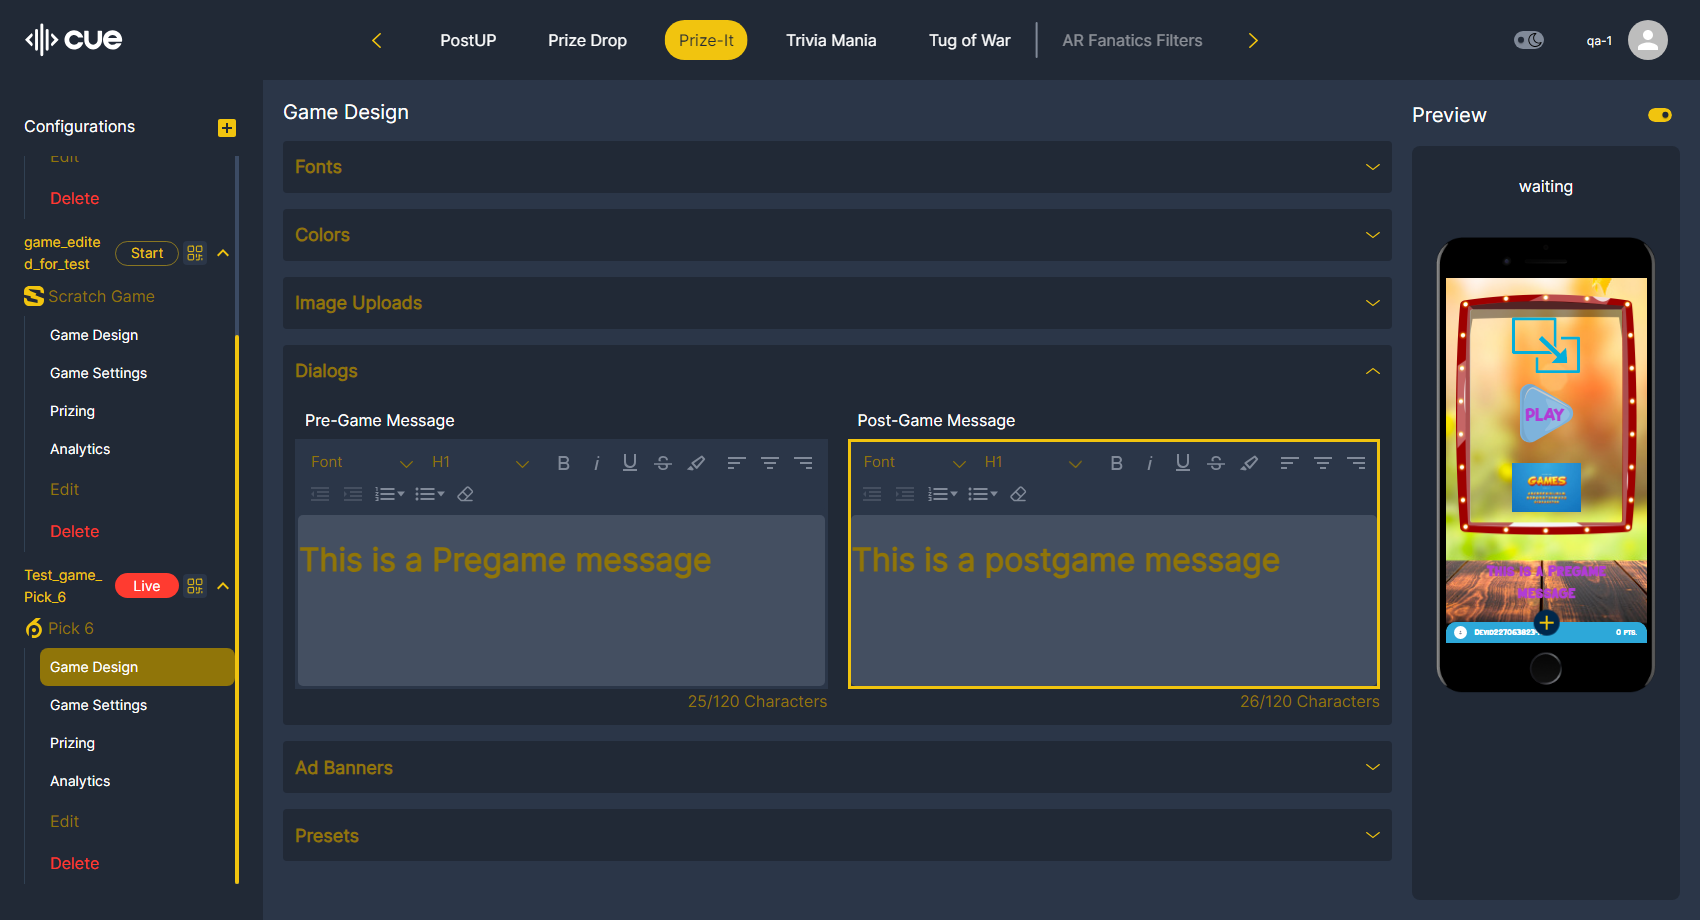 cue
PostUP
Prize Drop
Prize-It
Trivia Mania
Tug of War
AR Fanatics Filters
qa-1
Configurations
Edit
Delete
game_edite
d_for_test
Start
Scratch Game
Game Design
Game Settings
Prizing
Analytics
Edit
Delete
Test_game_
Pick_6
Live
Pick 6
Game Design
Game Settings
Prizing
Analytics
Edit
Delete
Game Design
Fonts
Colors
Image Uploads
Dialogs
Pre-Game Message
Font H1
This is a Pregame message
25/120 Characters
Post-Game Message
Font H1
This is a postgame message
26/120 Characters
Ad Banners
Presets
Preview
waiting
PLAY
GAMES
THIS IS A PREGAME
MESSAGE
0 PTS.